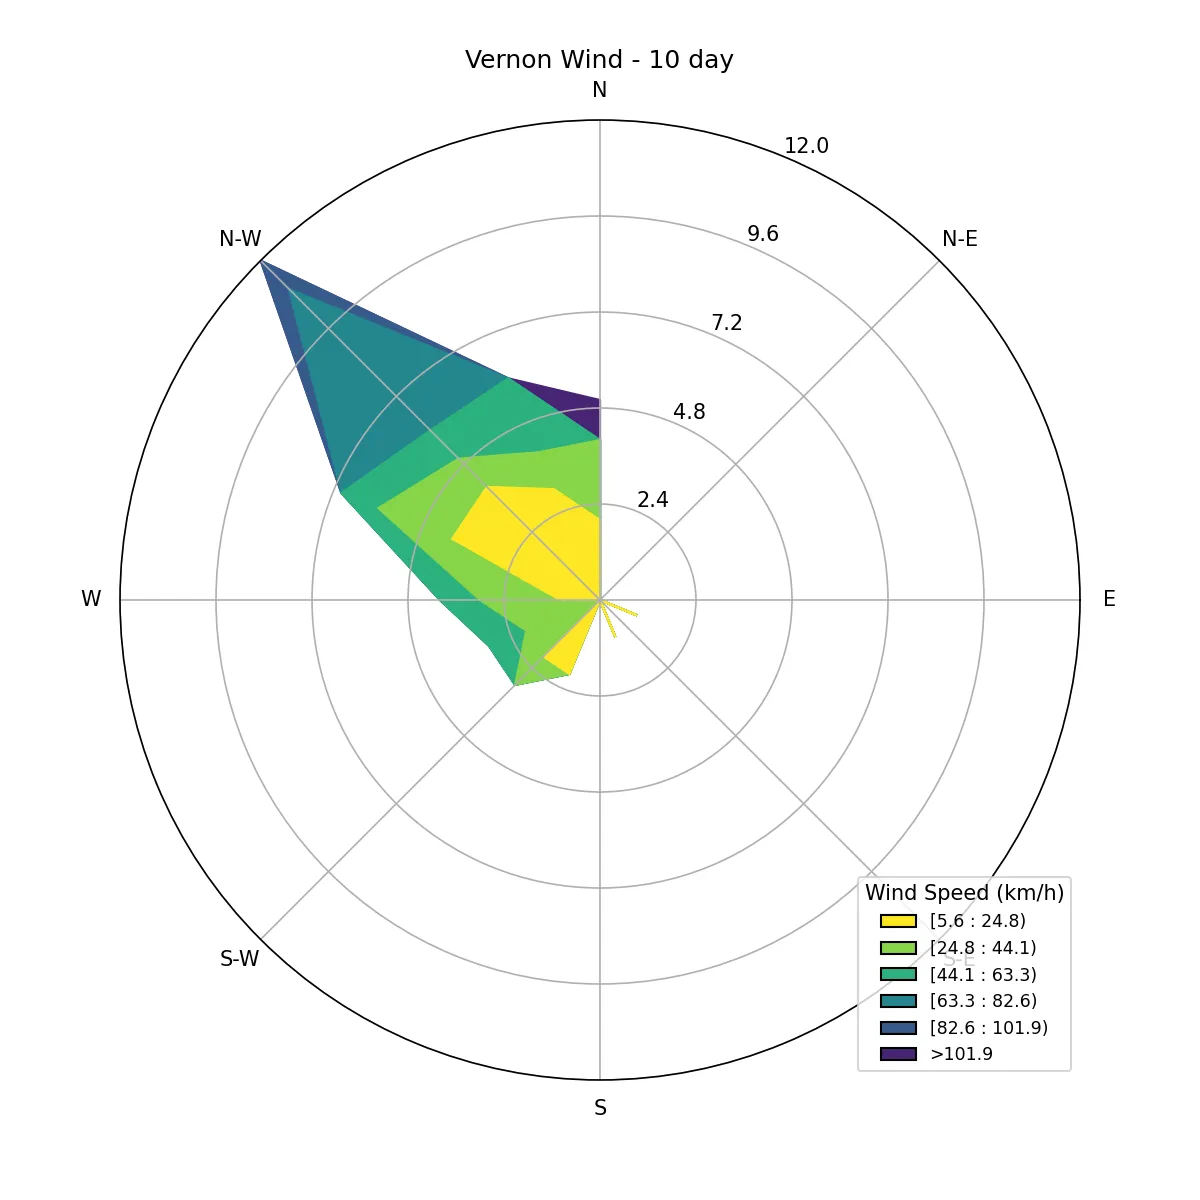 Vernon Wind - 10 day
N
12.0
N-W
9.6
N-E
7.2
4.8
2.4
W
E
S-W
S-E
S
Wind Speed (km/h)
[5.6 : 24.8)
[24.8 : 44.1)
[44.1 : 63.3)
[63.3 : 82.6)
[82.6 : 101.9)
>101.9